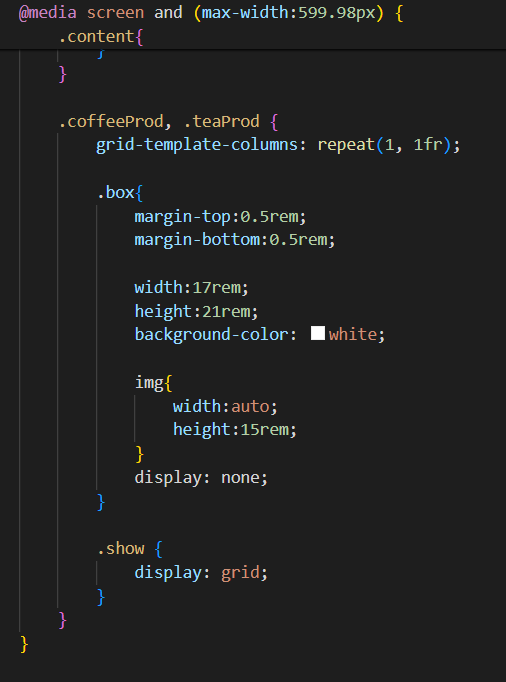 @media screen and (max-width:599.98px) {
    .content{
        }
    }

    .coffeeProd, .teaProd {
        grid-template-columns: repeat(1, 1fr);

        .box{
            margin-top:0.5rem;
            margin-bottom:0.5rem;

            width:17rem;
            height:21rem;
            background-color: white;

            img{
                width:auto;
                height:15rem;
            }
            display: none;
        }

        .show {
            display: grid;
        }
    }
}